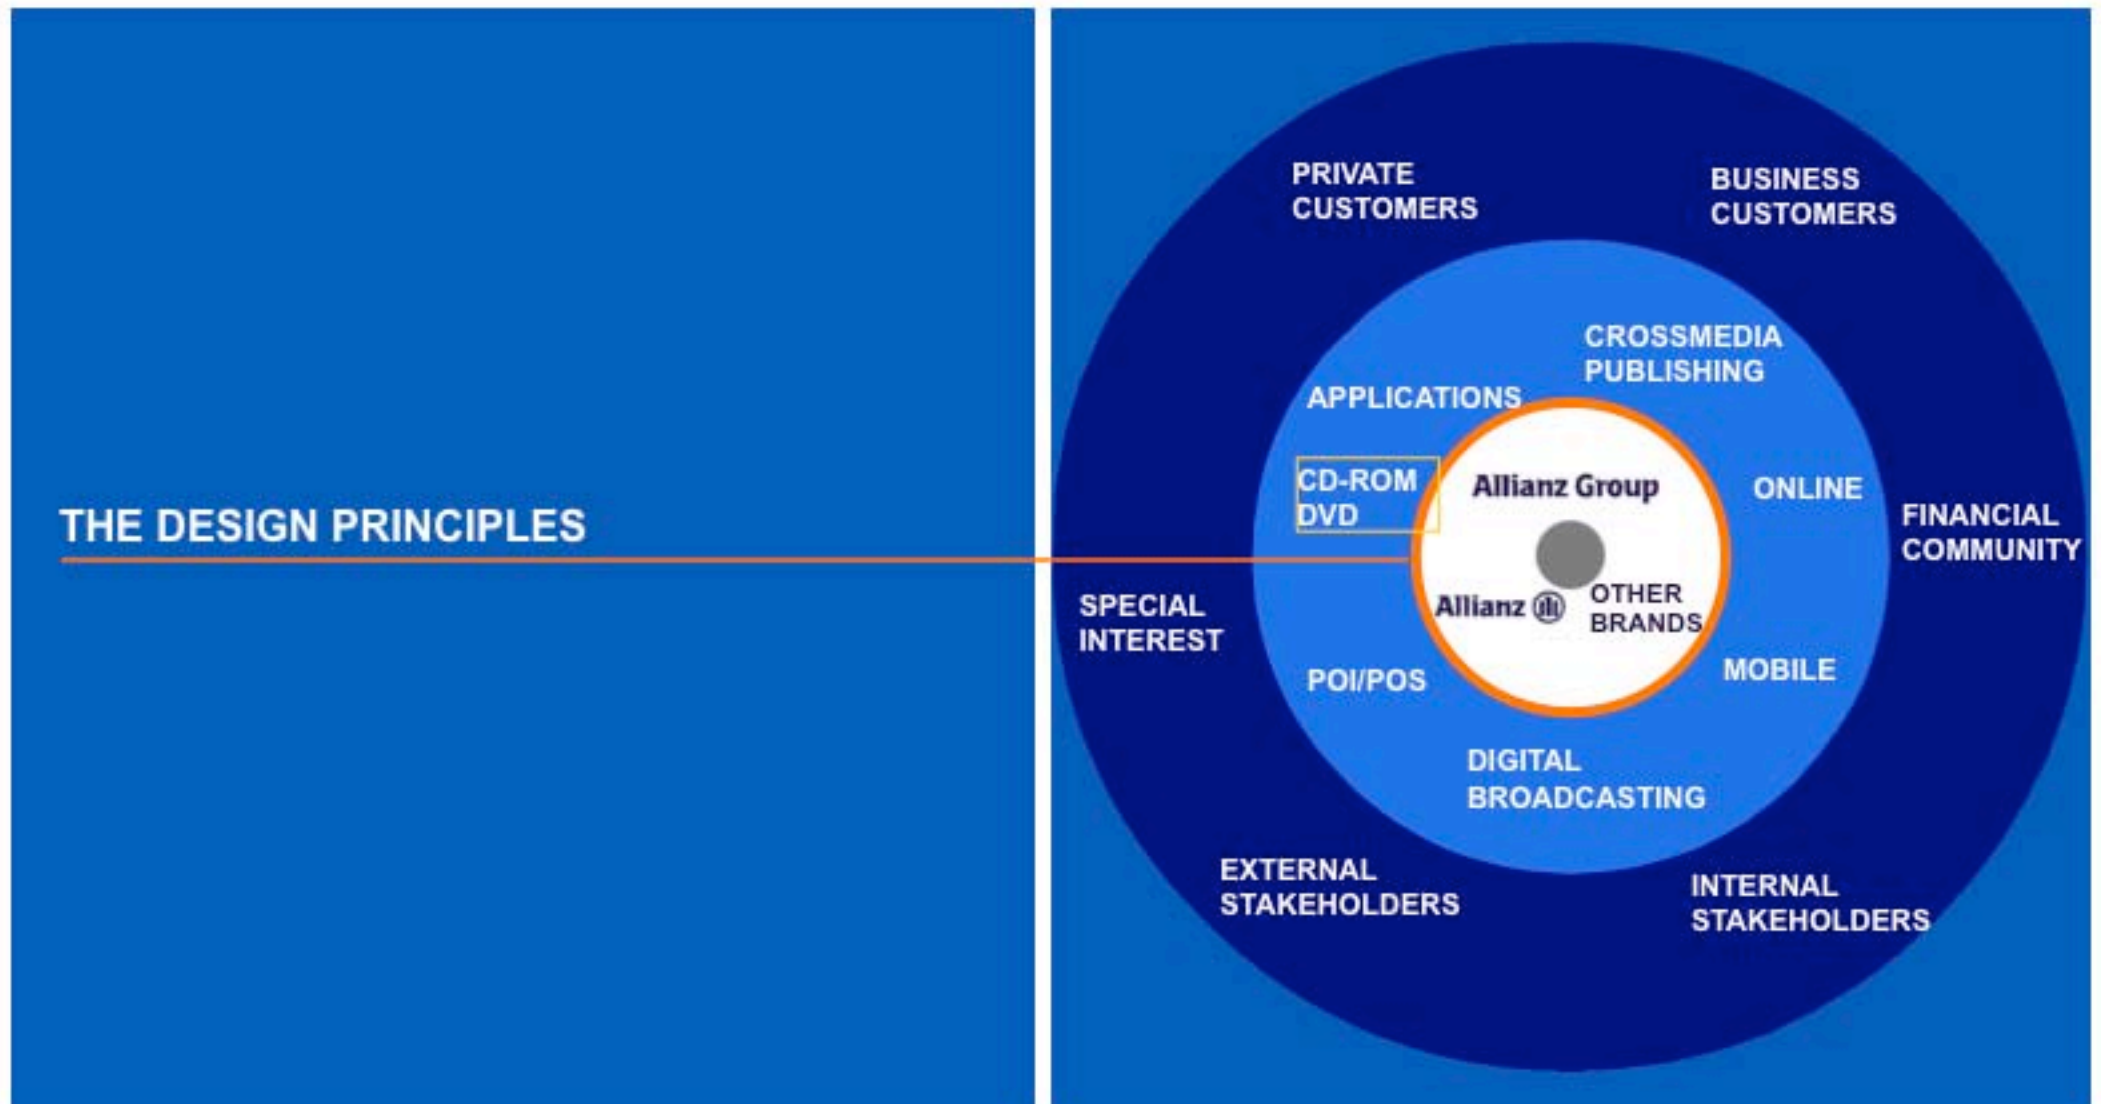 THE DESIGN PRINCIPLES
PRIVATE
CUSTOMERS
BUSINESS
CUSTOMERS
CROSSMEDIA
PUBLISHING
APPLICATIONS
CD-ROM
DVD
Allianz Group
ONLINE
FINANCIAL
COMMUNITY
SPECIAL
INTEREST
Allianz
OTHER
BRANDS
POI/POS
MOBILE
DIGITAL
BROADCASTING
EXTERNAL
STAKEHOLDERS
INTERNAL
STAKEHOLDERS